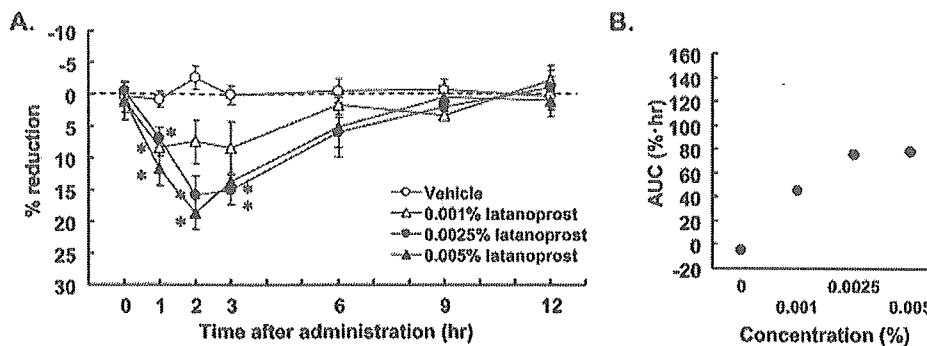 A.
-10
-5
0
5
10
15
20
25
30
% reduction
* *
* *
* *
* *
Vehicle
0.001% latanoprost
0.0025% latanoprost
0.005% latanoprost
0 1 2 3 6 9 12
Time after administration (hr)
B.
160
140
120
100
80
60
40
20
0
-20
AUC (%·hr)
0 0.0025
0.001 0.005
Concentration (%)